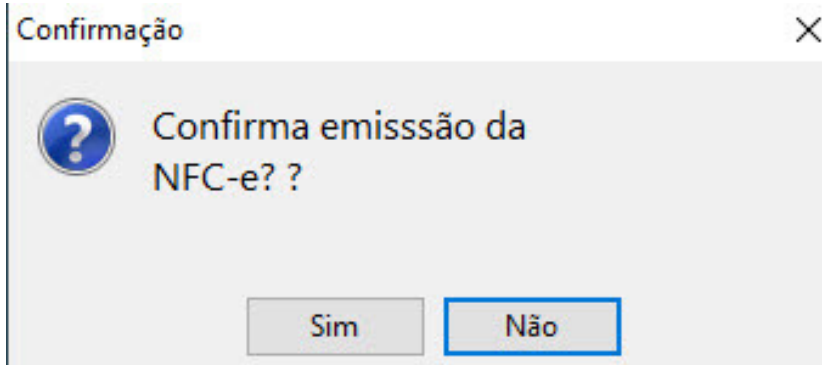 Confirmação
Confirma emisssão da
NFC-e? ?
Sim
Não